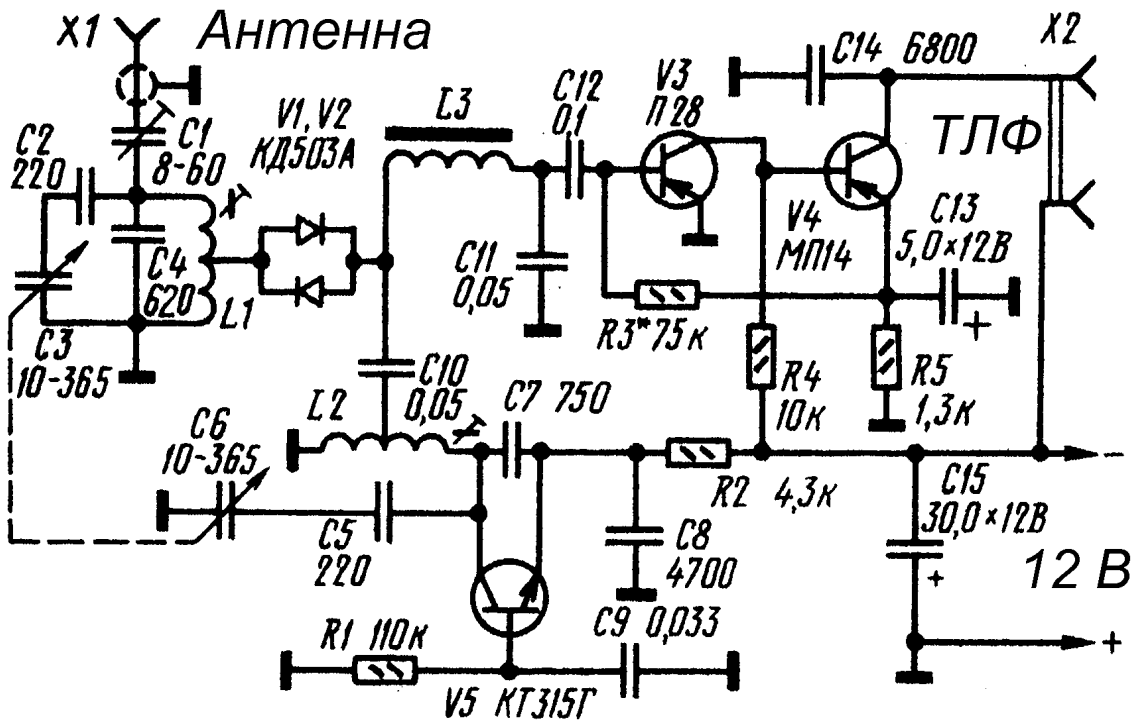 X1 Антенна
C1
8-60
C2
220
C3
10-365
C4
620
L1
V1, V2
КД503А
L3
C12
0,1
V3
П28
C14 6800
X2
ТЛФ
V4
МП14
C13
5,0×12В
+
C11
0,05
R3* 75к
R4
10к
R5
1,3к
C10
0,05
L2
C7 750
C6
10-365
C5
220
R2 4,3к
C8
4700
C15
30,0×12В
+
-
12 В
+
R1 110к
C9 0,033
V5 КТ315Г